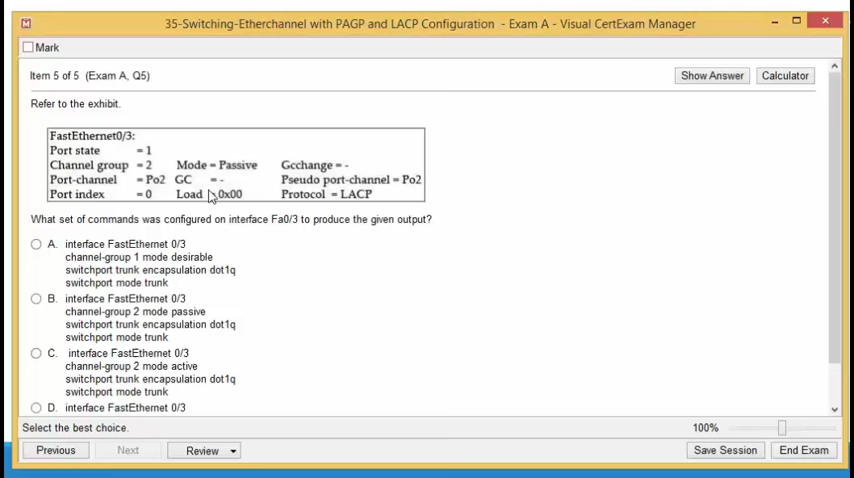 35-Switching-Etherchannel with PAGP and LACP Configuration - Exam A - Visual CertExam Manager
Mark
Item 5 of 5 (Exam A, Q5)
Show Answer
Calculator
Refer to the exhibit.
FastEthernet0/3:
Port state = 1
Channel group = 2 Mode = Passive Gcchange = -
Port-channel = Po2 GC = - Pseudo port-channel = Po2
Port index = 0 Load = 0x00 Protocol = LACP
What set of commands was configured on interface Fa0/3 to produce the given output?
A. interface FastEthernet 0/3
channel-group 1 mode desirable
switchport trunk encapsulation dot1q
switchport mode trunk
B. interface FastEthernet 0/3
channel-group 2 mode passive
switchport trunk encapsulation dot1q
switchport mode trunk
C. interface FastEthernet 0/3
channel-group 2 mode active
switchport trunk encapsulation dot1q
switchport mode trunk
D. interface FastEthernet 0/3
Select the best choice.
100%
Previous
Next
Review
Save Session
End Exam